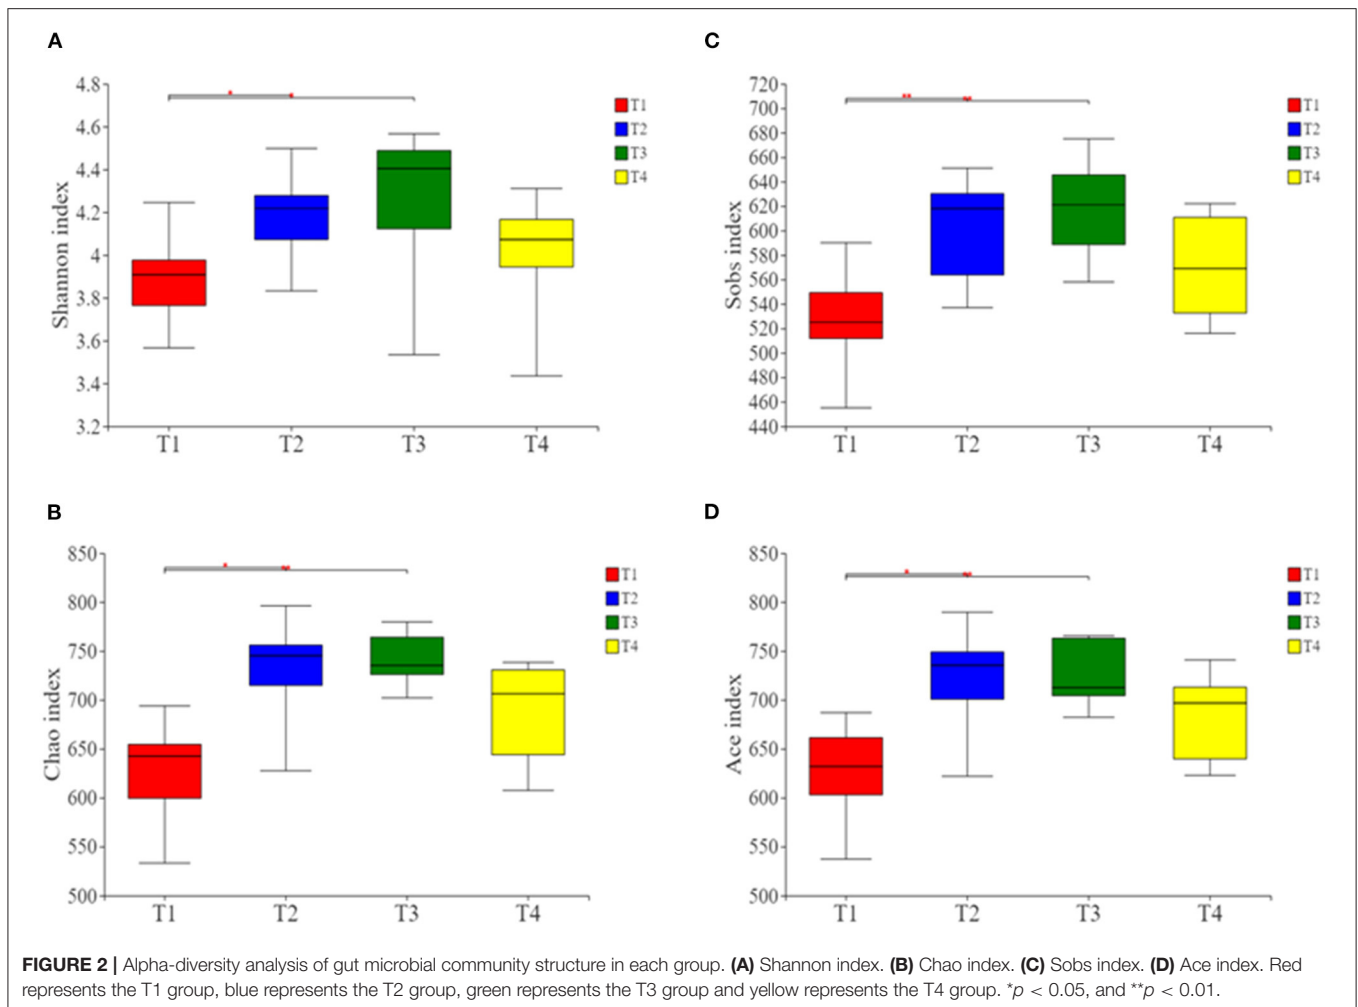 A
Shannon index
4.8
4.6
4.4
4.2
4
3.8
3.6
3.4
3.2
* *
T1 T2 T3 T4
T1
T2
T3
T4
C
Sobs index
720
700
680
660
640
620
600
580
560
540
520
500
480
460
440
** **
T1 T2 T3 T4
T1
T2
T3
T4
B
Chao index
850
800
750
700
650
600
550
500
* **
T1 T2 T3 T4
T1
T2
T3
T4
D
Ace index
850
800
750
700
650
600
550
500
* **
T1 T2 T3 T4
T1
T2
T3
T4
FIGURE 2 | Alpha-diversity analysis of gut microbial community structure in each group. (A) Shannon index. (B) Chao index. (C) Sobs index. (D) Ace index. Red
represents the T1 group, blue represents the T2 group, green represents the T3 group and yellow represents the T4 group. *p < 0.05, and **p < 0.01.